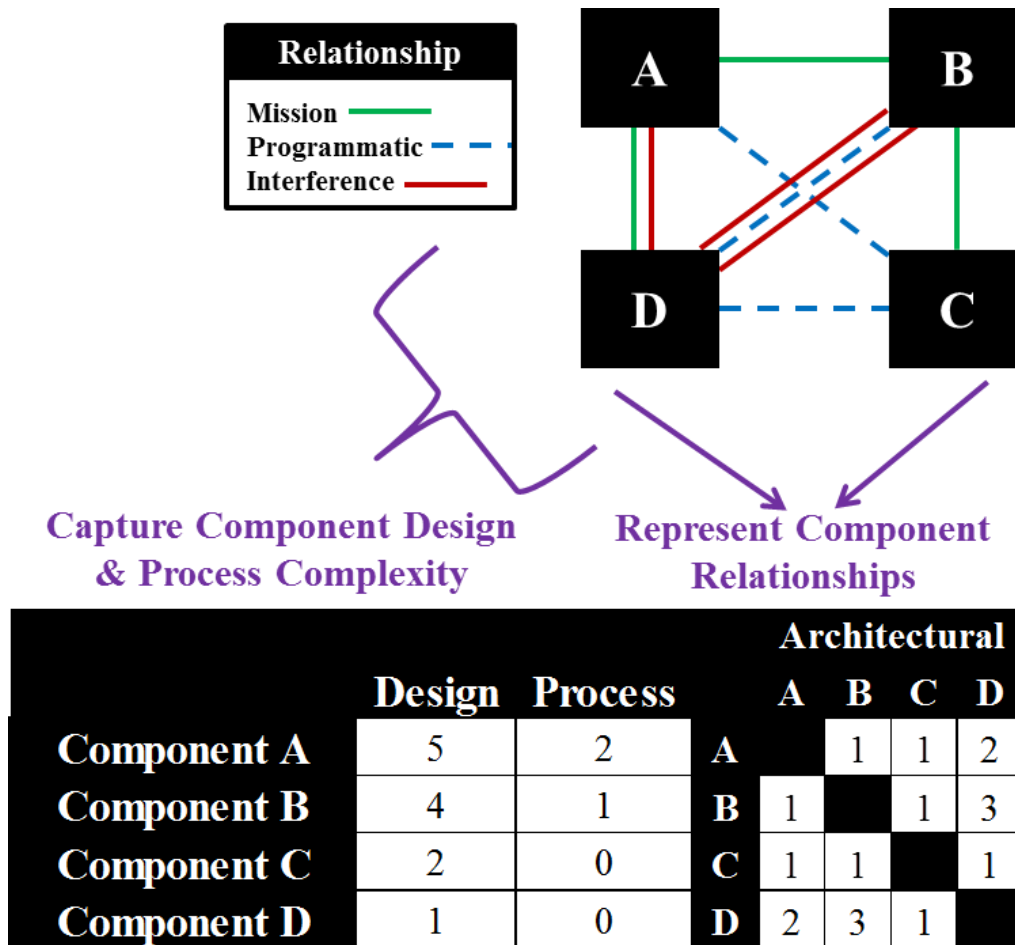 Relationship
Mission
Programmatic
Interference
A
B
D
C
Capture Component Design
& Process Complexity
Represent Component
Relationships
Architectural
Design Process A B C D
Component A 5 2 A 1 1 2
Component B 4 1 B 1 1 3
Component C 2 0 C 1 1 1
Component D 1 0 D 2 3 1